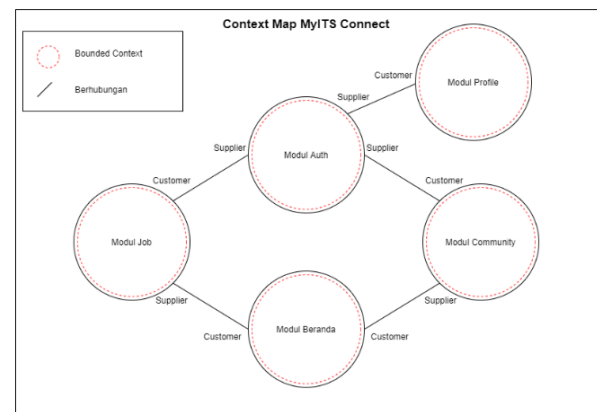 Context Map MyITS Connect
Bounded Context
Berhubungan
Customer
Supplier
Modul Profile
Supplier
Modul Auth
Supplier
Customer
Customer
Modul Job
Modul Community
Supplier
Supplier
Customer
Modul Beranda
Customer